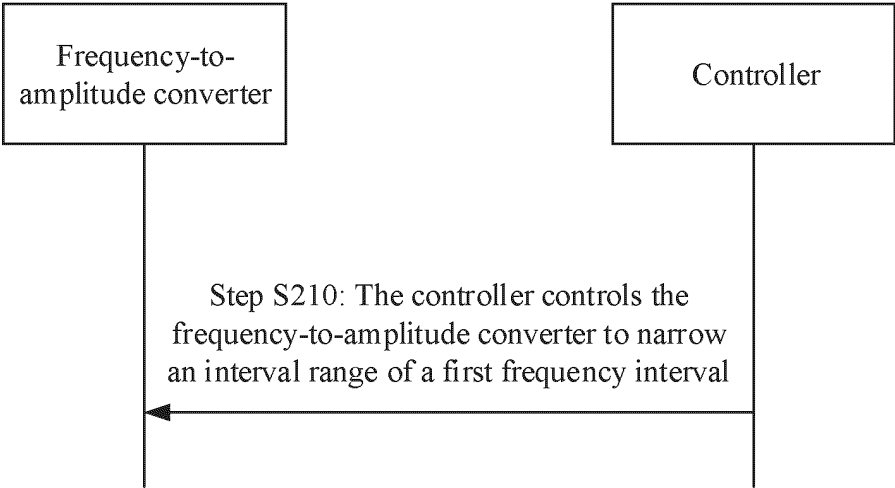 Frequency-to-
amplitude converter
Controller
Step S210: The controller controls the
frequency-to-amplitude converter to narrow
an interval range of a first frequency interval